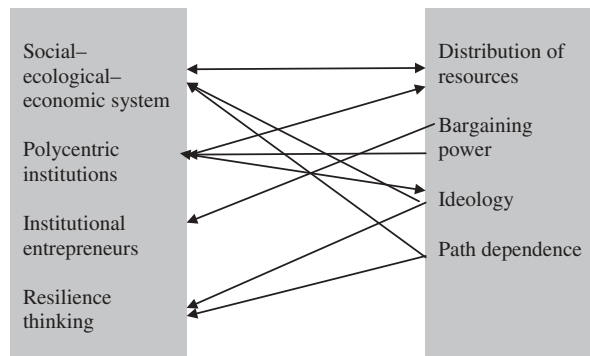 Social–
ecological–
economic system
Polycentric
institutions
Institutional
entrepreneurs
Resilience
thinking
Distribution of
resources
Bargaining
power
Ideology
Path dependence